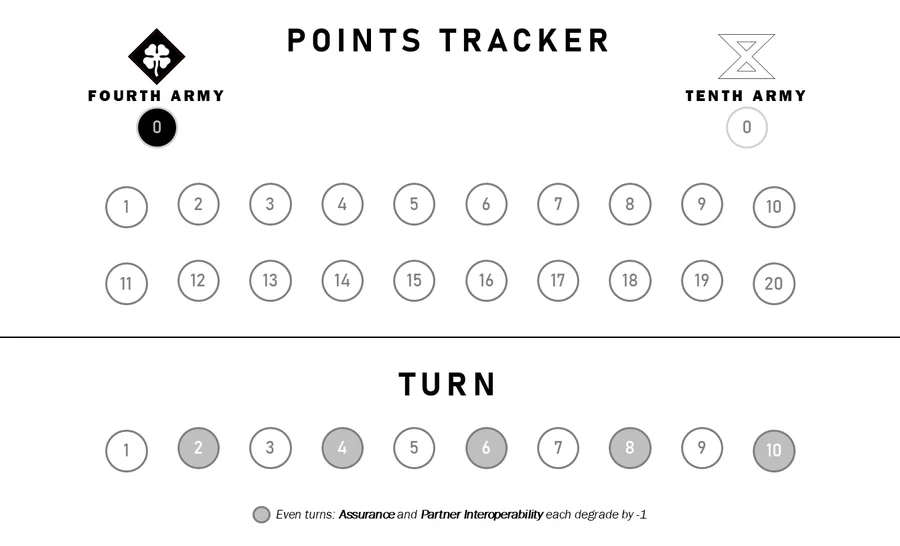 POINTS TRACKER
FOURTH ARMY
TENTH ARMY
0
0
1 2 3 4 5 6 7 8 9 10
11 12 13 14 15 16 17 18 19 20
TURN
1 2 3 4 5 6 7 8 9 10
Even turns: Assurance and Partner Interoperability each degrade by -1